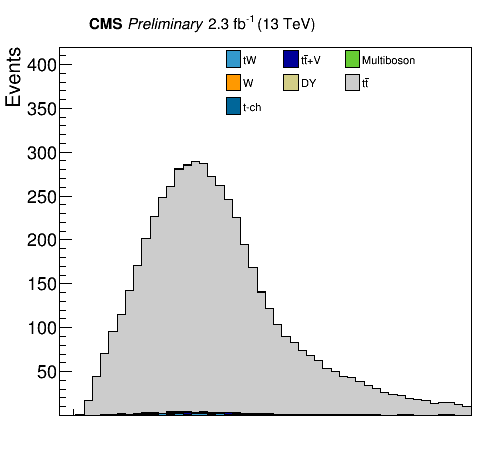 CMS Preliminary 2.3 fb⁻¹ (13 TeV)
Events
400
350
300
250
200
150
100
50
tW tt̄+V Multiboson
W DY tt̄
t-ch